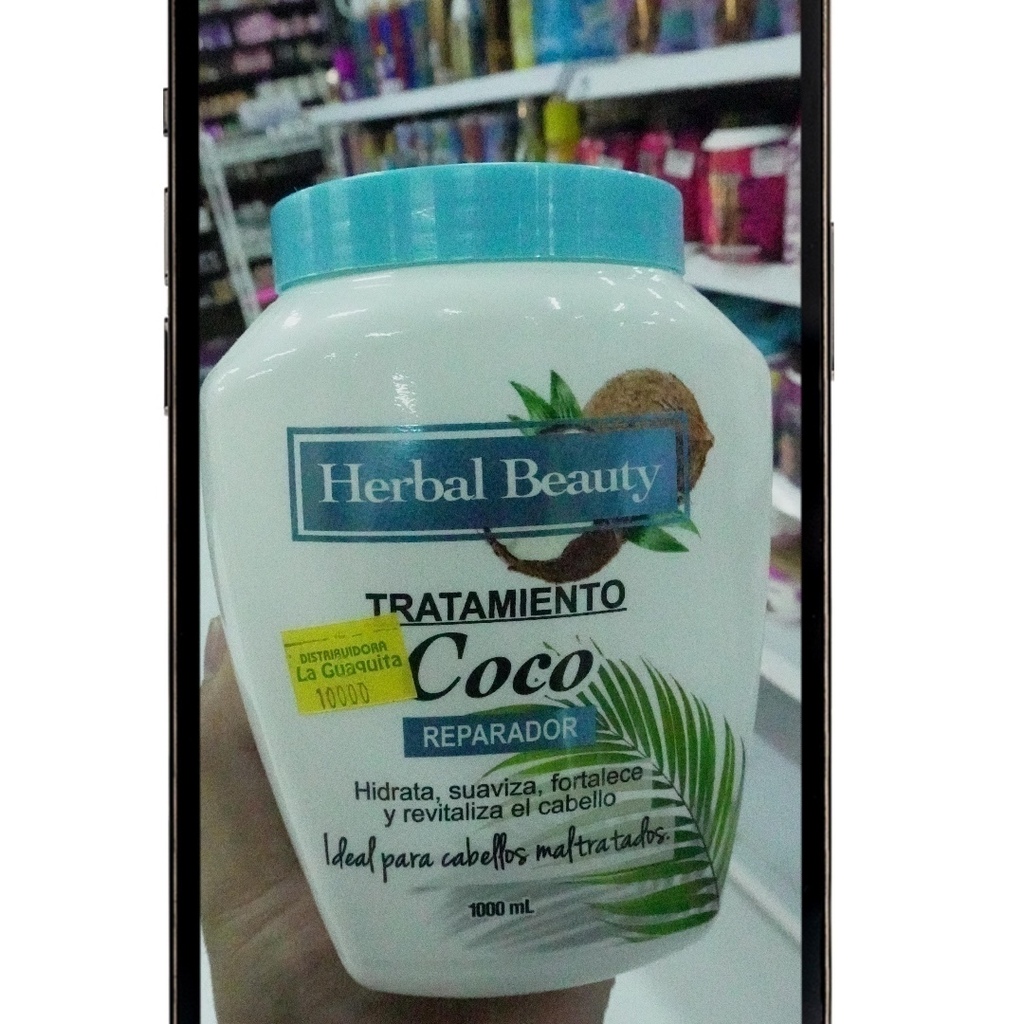 Herbal Beauty
TRATAMIENTO
DISTRIBUIDORA
La Guaquita
10000
Coco
REPARADOR
Hidrata, suaviza, fortalece
y revitaliza el cabello
Ideal para cabellos maltratados.
1000 mL